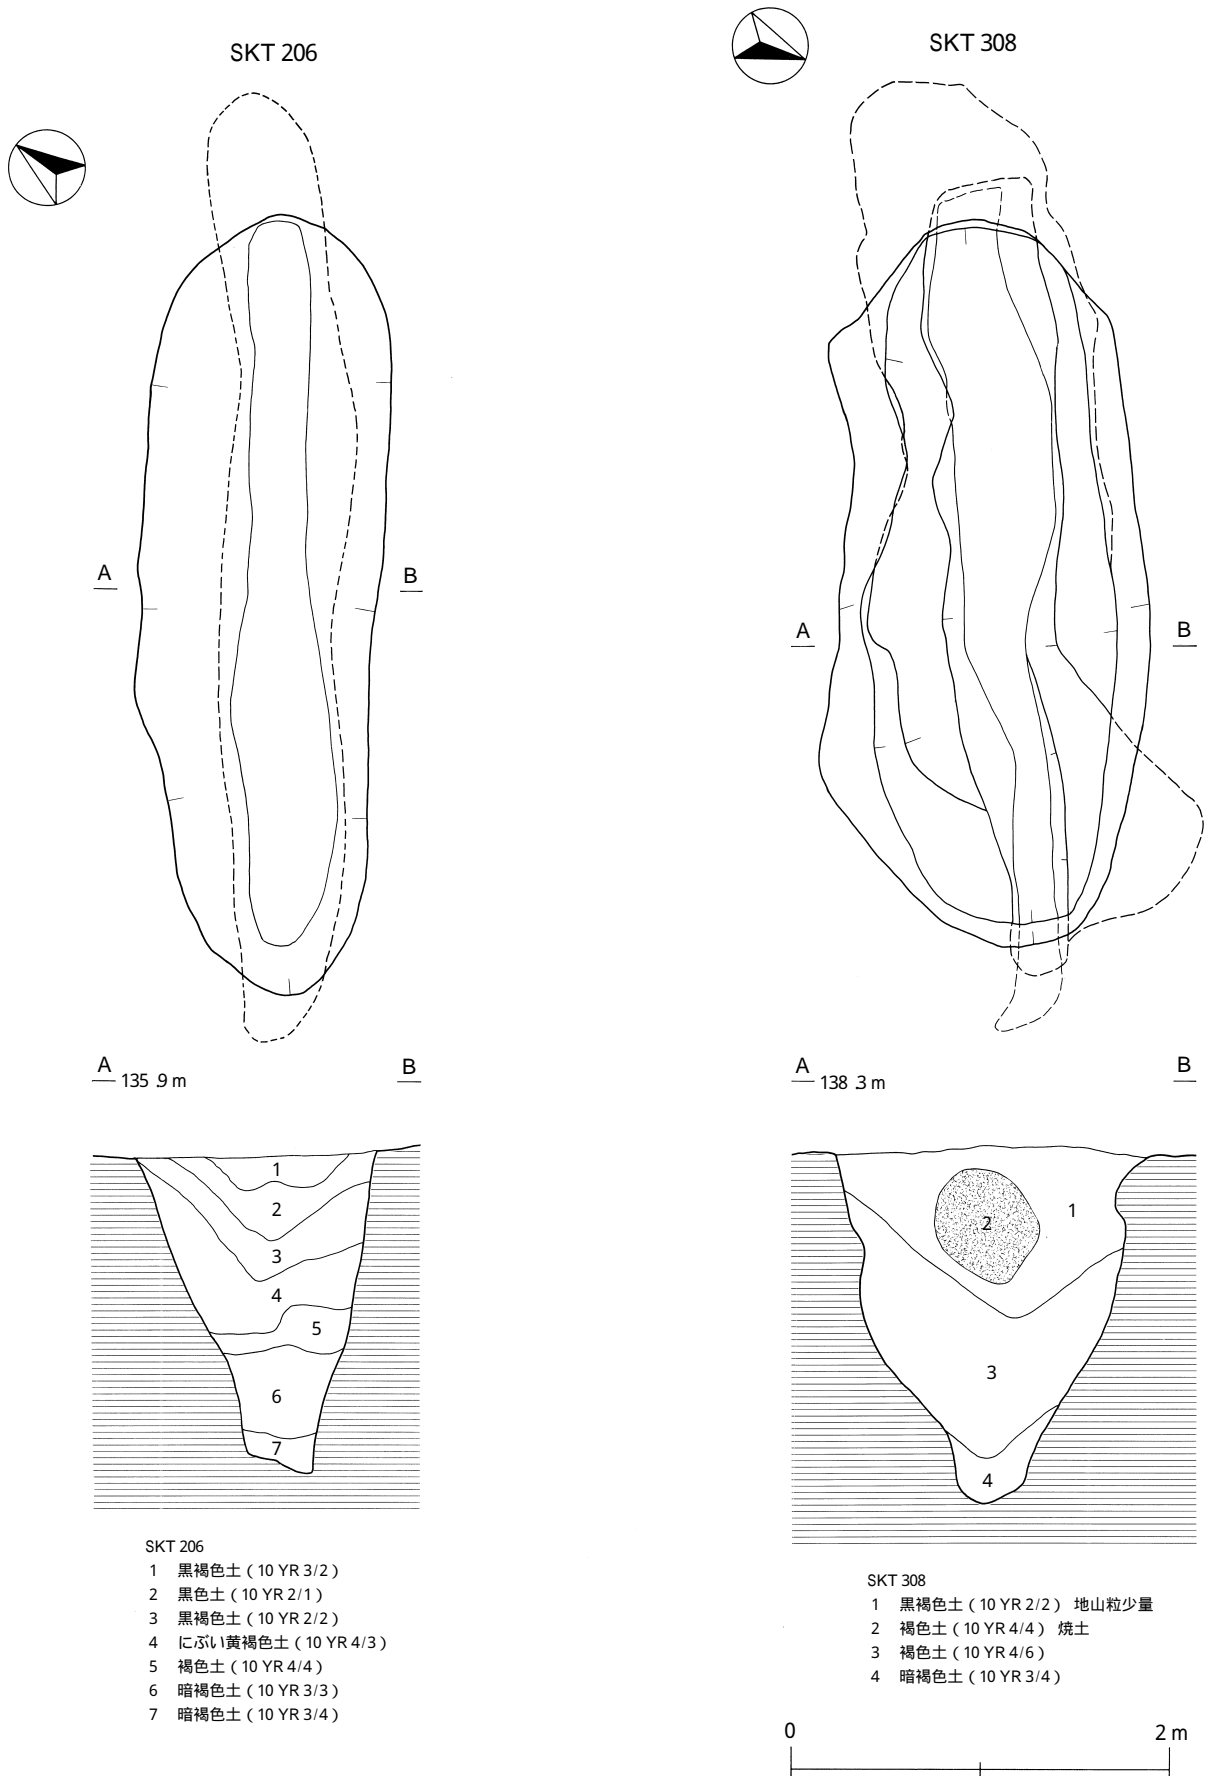 SKT 206
SKT 308
A
B
A
B
A 135.9 m
B
A 138.3 m
B
1
2
3
4
5
6
7
1
2
3
4
SKT 206
1 黒褐色土（10 YR 3/2）
2 黒色土（10 YR 2/1）
3 黒褐色土（10 YR 2/2）
4 にぶい黄褐色土（10 YR 4/3）
5 褐色土（10 YR 4/4）
6 暗褐色土（10 YR 3/3）
7 暗褐色土（10 YR 3/4）
SKT 308
1 黒褐色土（10 YR 2/2） 地山粒少量
2 褐色土（10 YR 4/4） 焼土
3 褐色土（10 YR 4/6）
4 暗褐色土（10 YR 3/4）
0
2 m